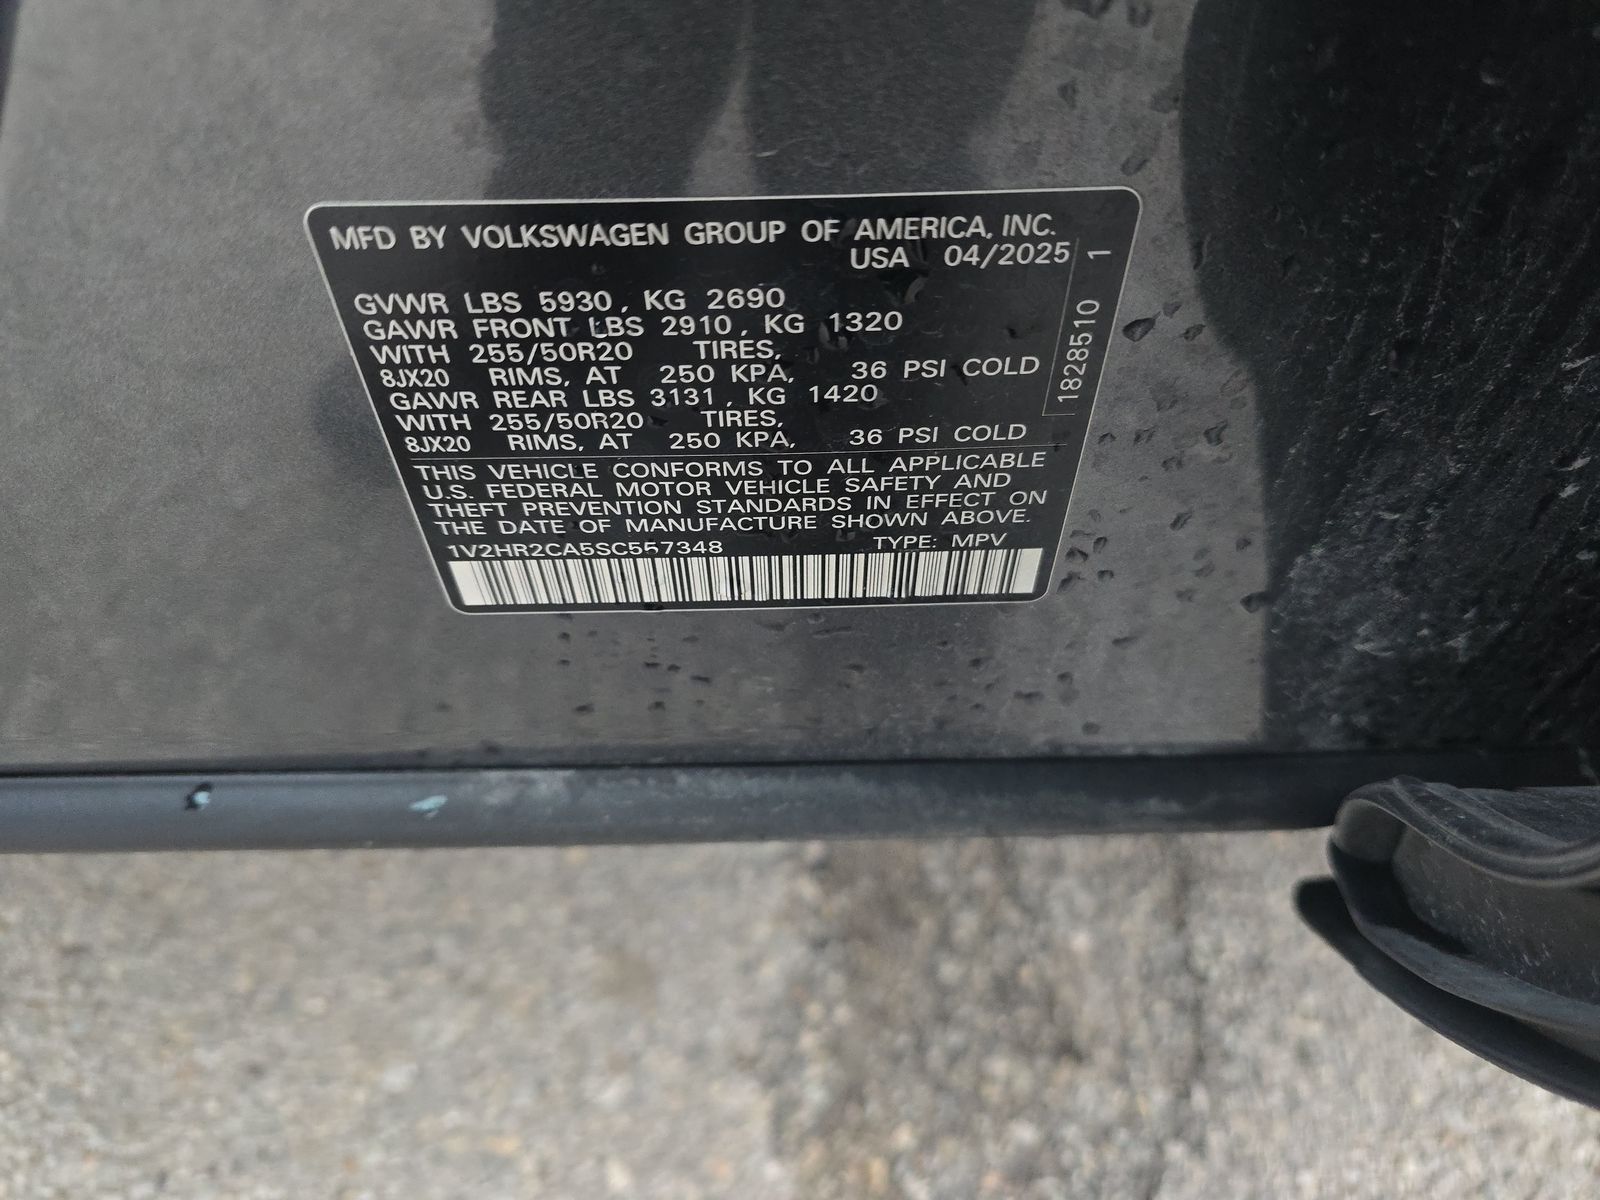 MFD BY VOLKSWAGEN GROUP OF AMERICA, INC.
USA 04/2025
GVWR LBS 5930, KG 2690
GAWR FRONT LBS 2910, KG 1320
WITH 255/50R20 TIRES,
8JX20 RIMS, AT 250 KPA, 36 PSI COLD
GAWR REAR LBS 3131, KG 1420
WITH 255/50R20 TIRES,
8JX20 RIMS, AT 250 KPA, 36 PSI COLD
THIS VEHICLE CONFORMS TO ALL APPLICABLE
U.S. FEDERAL MOTOR VEHICLE SAFETY AND
THEFT PREVENTION STANDARDS IN EFFECT ON
THE DATE OF MANUFACTURE SHOWN ABOVE.
1V2HR2CA5SC557348 TYPE: MPV
1828510 1